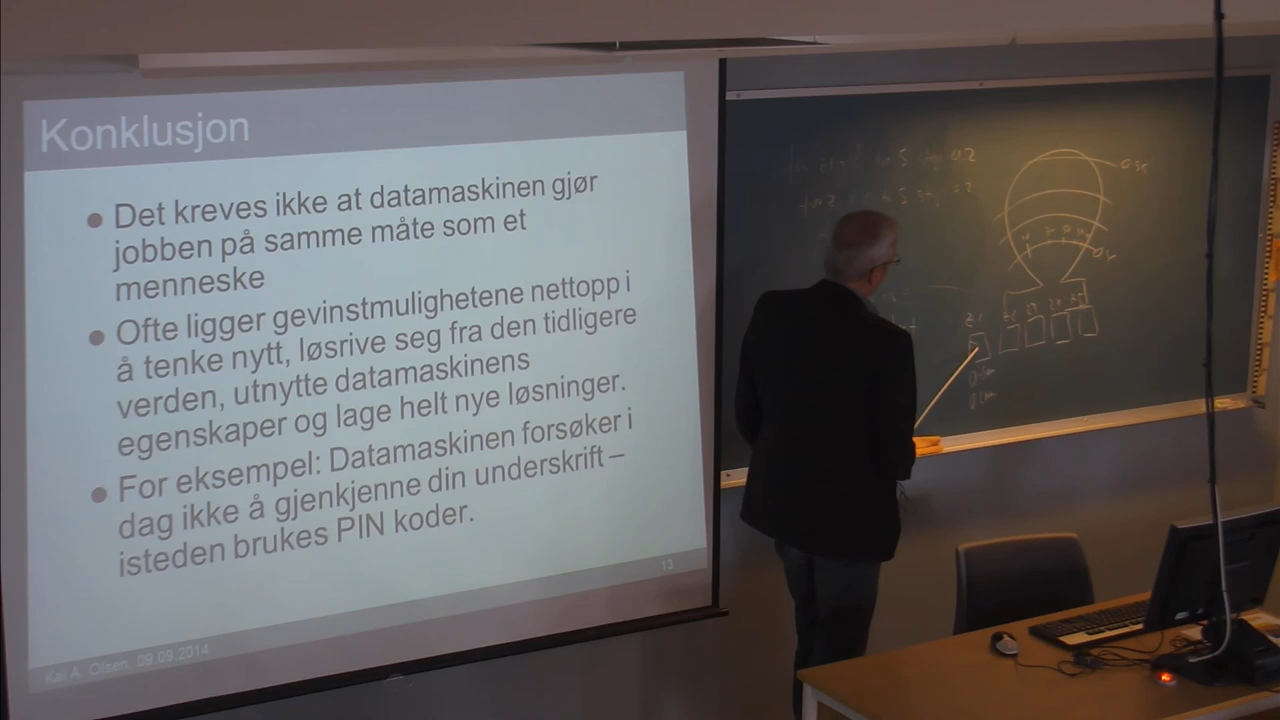 Konklusjon
Det kreves ikke at datamaskinen gjør
jobben på samme måte som et
menneske
Ofte ligger gevinstmulighetene nettopp i
å tenke nytt, løsrive seg fra den tidligere
verden, utnytte datamaskinens
egenskaper og lage helt nye løsninger.
For eksempel: Datamaskinen forsøker i
dag ikke å gjenkjenne din underskrift –
isteden brukes PIN koder.
13
Kai A. Olsen. 09.09.2014